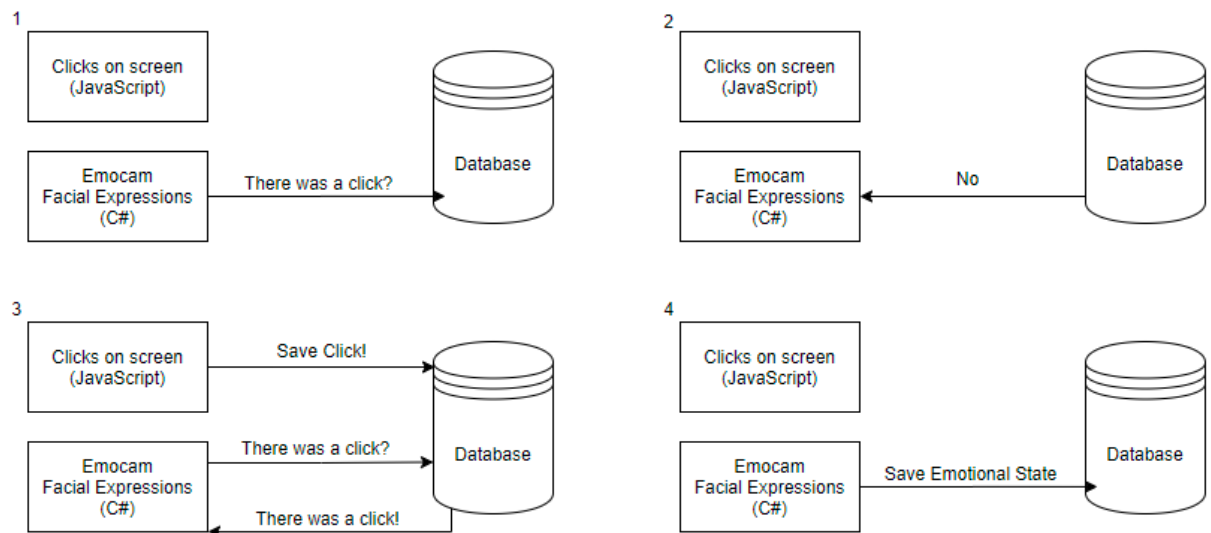 1
Clicks on screen
(JavaScript)
Emocam
Facial Expressions
(C#)
There was a click?
Database
2
Clicks on screen
(JavaScript)
Emocam
Facial Expressions
(C#)
No
Database
3
Clicks on screen
(JavaScript)
Save Click!
Emocam
Facial Expressions
(C#)
There was a click?
There was a click!
Database
4
Clicks on screen
(JavaScript)
Emocam
Facial Expressions
(C#)
Save Emotional State
Database